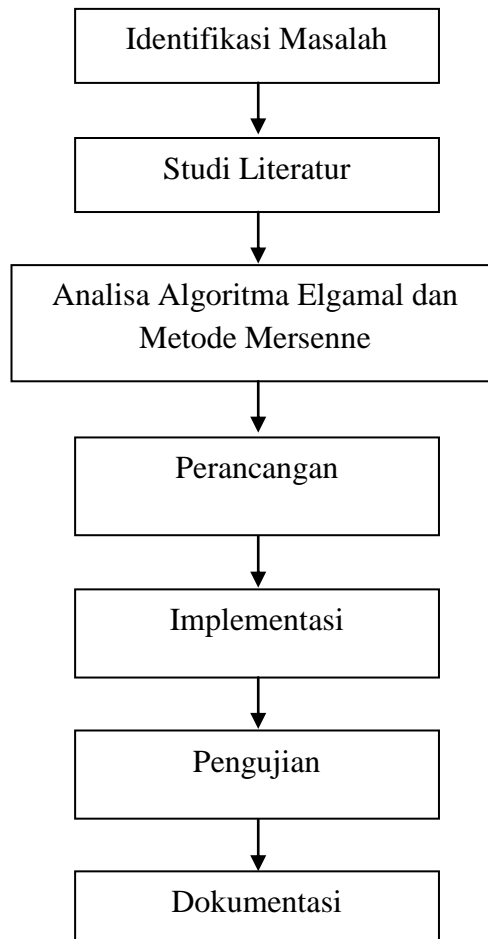 Identifikasi Masalah
Studi Literatur
Analisa Algoritma Elgamal dan
Metode Mersenne
Perancangan
Implementasi
Pengujian
Dokumentasi